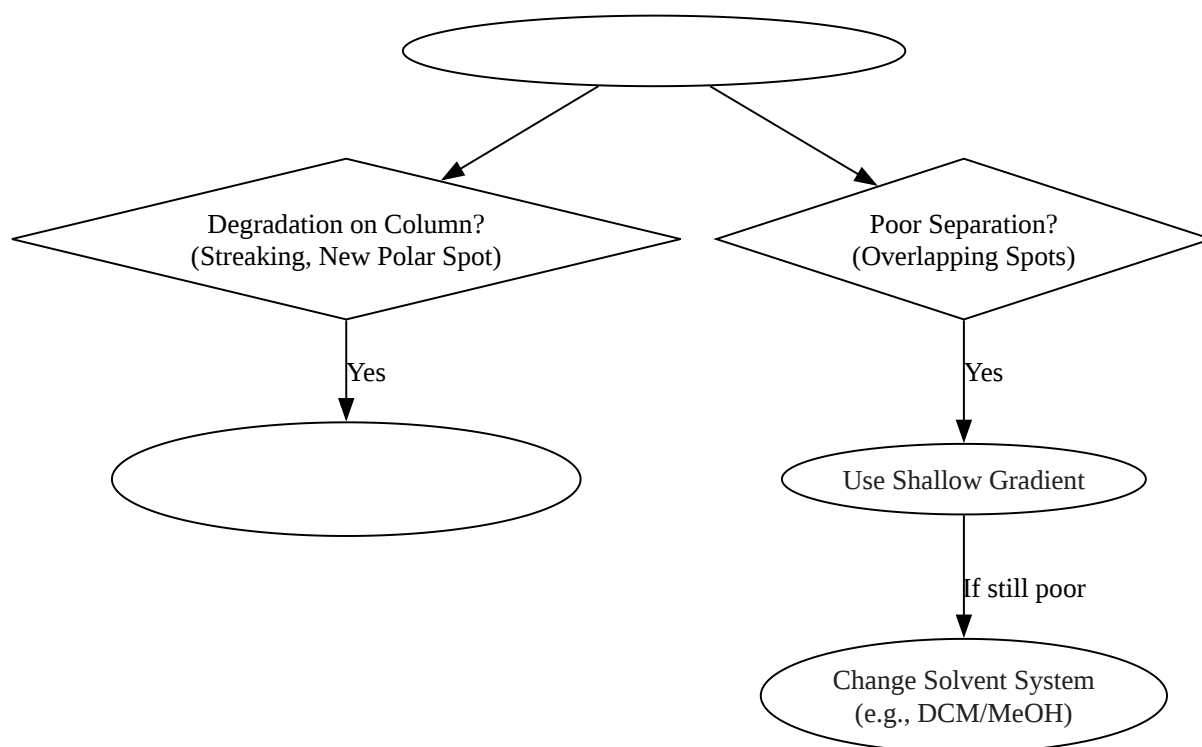 Degradation on Column?
(Streaking, New Polar Spot)
Poor Separation?
(Overlapping Spots)
Yes
Yes
Use Shallow Gradient
If still poor
Change Solvent System
(e.g., DCM/MeOH)